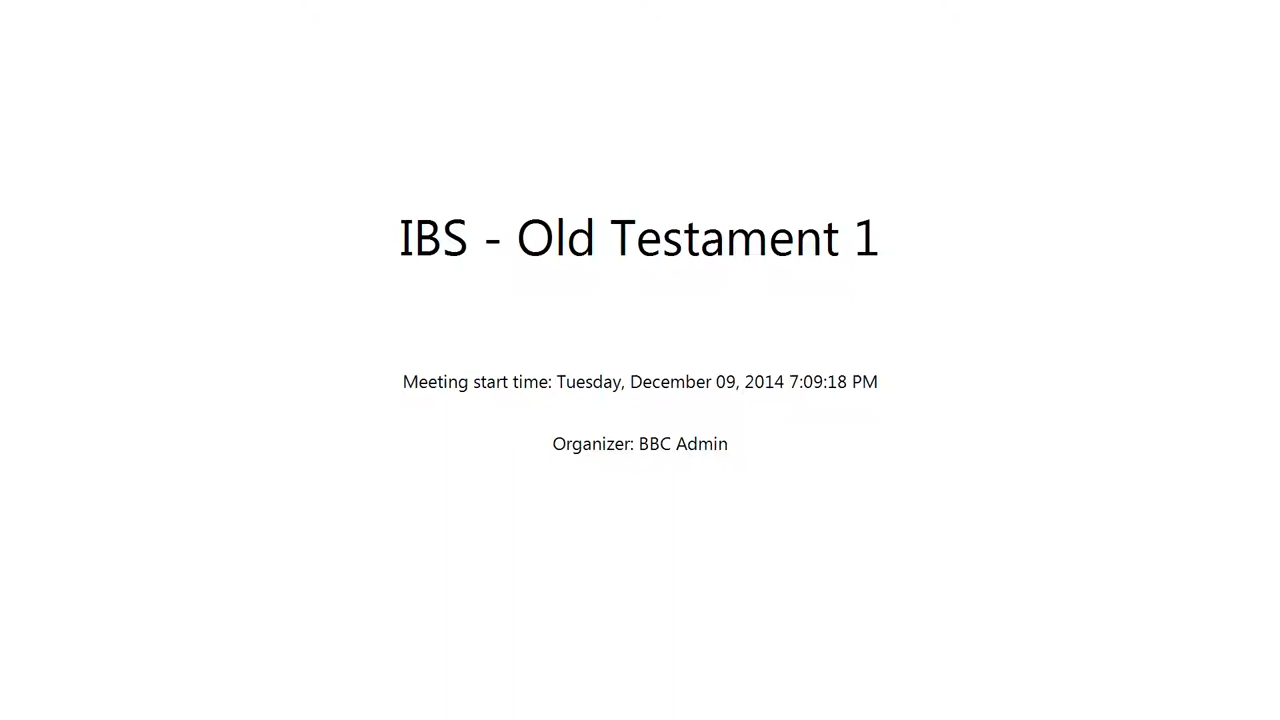 IBS - Old Testament 1
Meeting start time: Tuesday, December 09, 2014 7:09:18 PM
Organizer: BBC Admin